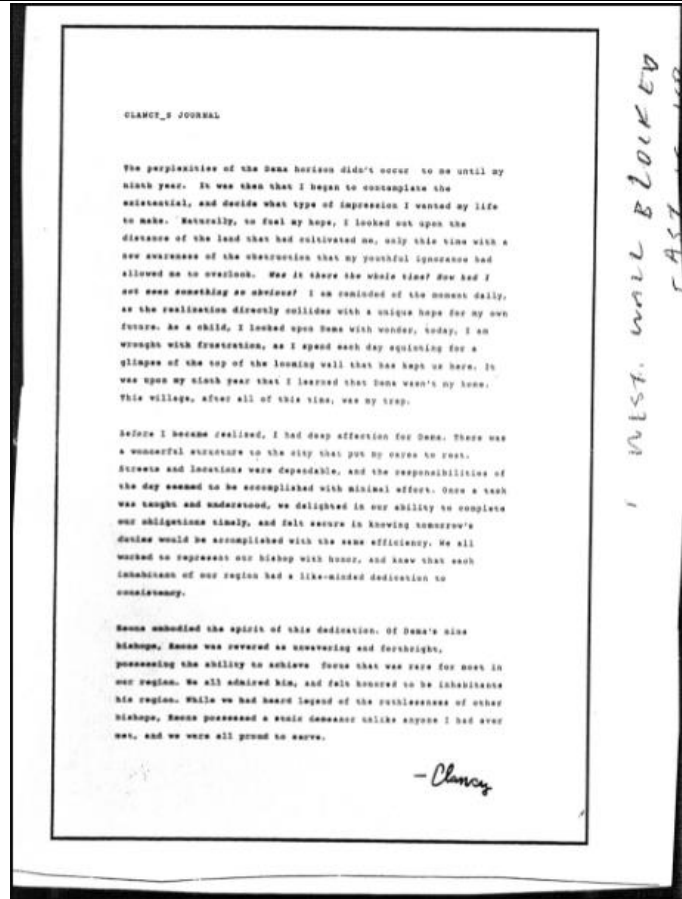 CLANCY_S JOURNAL
The perplexities of the Dema horizon didn't occur to me until my
ninth year. It was then that I began to contemplate the
existential, and decide what type of impression I wanted my life
to make. Naturally, to fuel my hope, I looked out upon the
distance of the land that had cultivated me, only this time with a
new awareness of the obstruction that my youthful ignorance had
allowed me to overlook. Was it there the whole time? How had I
not seen something so obvious? I am reminded of the moment daily,
as the realization directly collides with a unique hope for my own
future. As a child, I looked upon Dema with wonder, today, I am
wrought with frustration, as I spend each day squinting for a
glimpse of the top of the looming wall that has kept us here. It
was upon my ninth year that I learned that Dema wasn't my home.
This village, after all of this time, was my trap.
Before I became realized, I had deep affection for Dema. There was
a wonderful structure to the city that put my cares to rest.
Streets and locations were dependable, and the responsibilities of
the day seemed to be accomplished with minimal effort. Once a task
was taught and understood, we delighted in our ability to complete
our obligations timely, and felt secure in knowing tomorrow's
duties would be accomplished with the same efficiency. We all
worked to represent our bishop with honor, and knew that each
inhabitant of our region had a like-minded dedication to
consistency.
Keons embodied the spirit of this dedication. Of Dema's nine
bishops, Keons was revered as unwavering and forthright,
possessing the ability to achieve focus that was rare for most in
our region. We all admired him, and felt honored to be inhabitants
his region. While we had heard legend of the ruthlessness of other
bishops, Keons possessed a stoic demeanor unlike anyone I had ever
met, and we were all proud to serve.
— Clancy
WEST. WALL BLOCKED
EAST IS UP